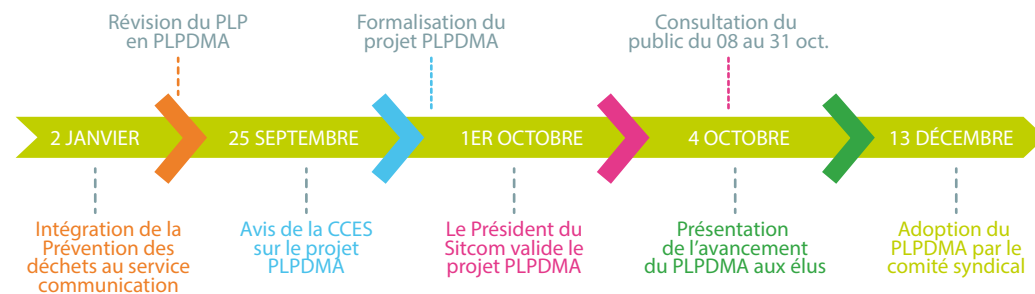 Révision du PLP
en PLPDMA
Formalisation du
projet PLPDMA
Consultation du
public du 08 au 31 oct.
2 JANVIER
25 SEPTEMBRE
1ER OCTOBRE
4 OCTOBRE
13 DÉCEMBRE
Intégration de la
Prévention des
déchets au service
communication
Avis de la CCES
sur le projet
PLPDMA
Le Président du
Sitcom valide le
projet PLPDMA
Présentation
de l'avancement
du PLPDMA aux élus
Adoption du
PLPDMA par le
comité syndical